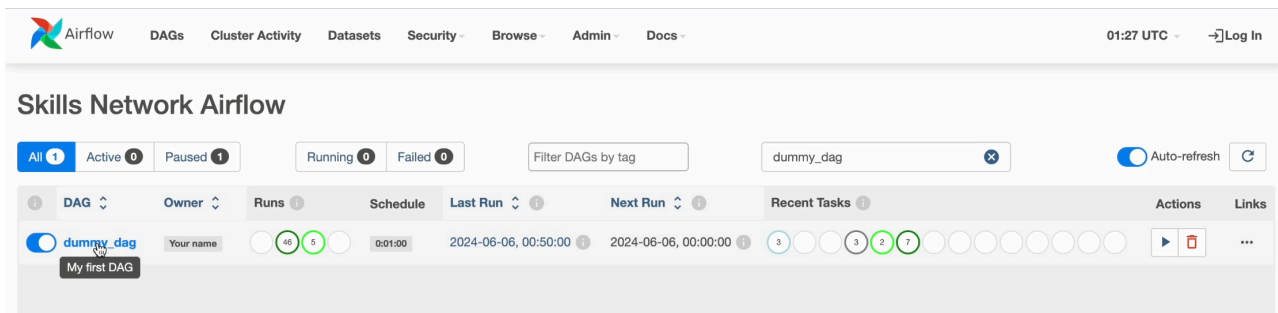 Airflow DAGs Cluster Activity Datasets Security Browse Admin Docs 01:27 UTC Log In
Skills Network Airflow
All 1 Active 0 Paused 1 Running 0 Failed 0 Filter DAGs by tag dummy_dag Auto-refresh
DAG Owner Runs Schedule Last Run Next Run Recent Tasks Actions Links
dummy_dag Your name 46 5 0:01:00 2024-06-06, 00:50:00 2024-06-06, 00:00:00 3 3 2 7
My first DAG